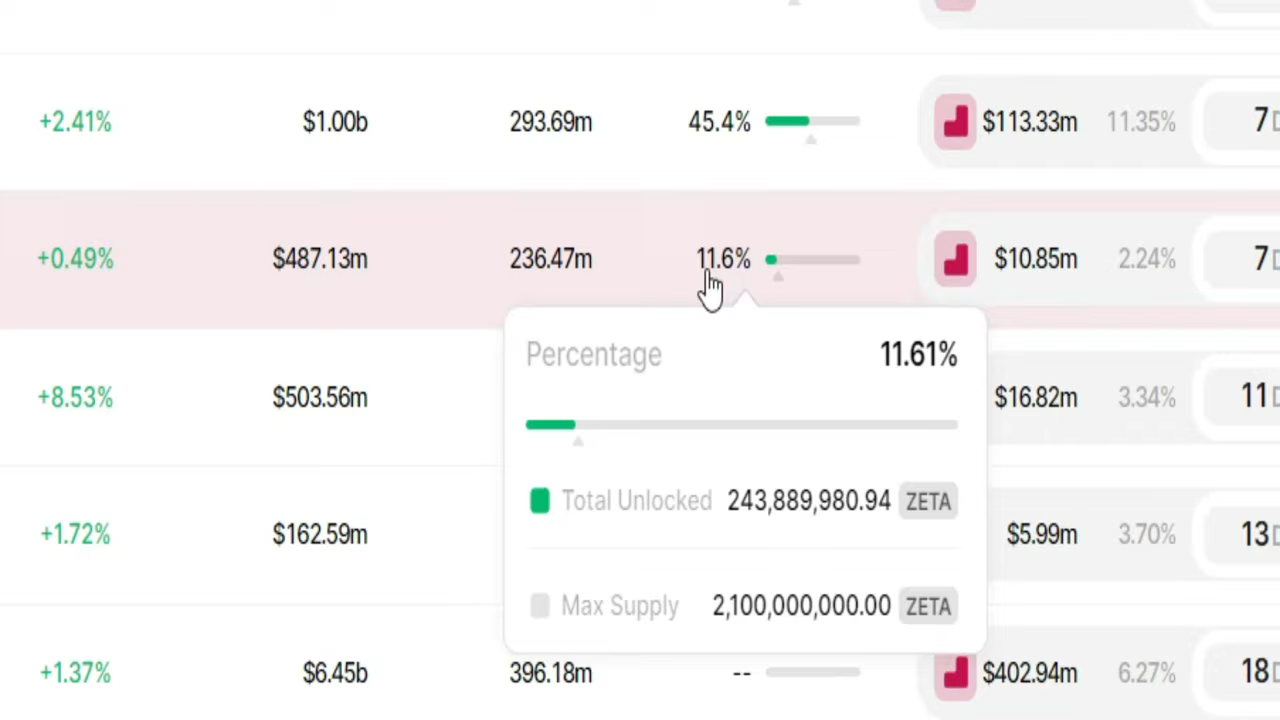 +2.41% $1.00b 293.69m 45.4% $113.33m 11.35% 7
+0.49% $487.13m 236.47m 11.6% $10.85m 2.24% 7
Percentage 11.61%
+8.53% $503.56m $16.82m 3.34% 11
Total Unlocked 243,889,980.94 ZETA
+1.72% $162.59m $5.99m 3.70% 13
Max Supply 2,100,000,000.00 ZETA
+1.37% $6.45b 396.18m -- $402.94m 6.27% 18